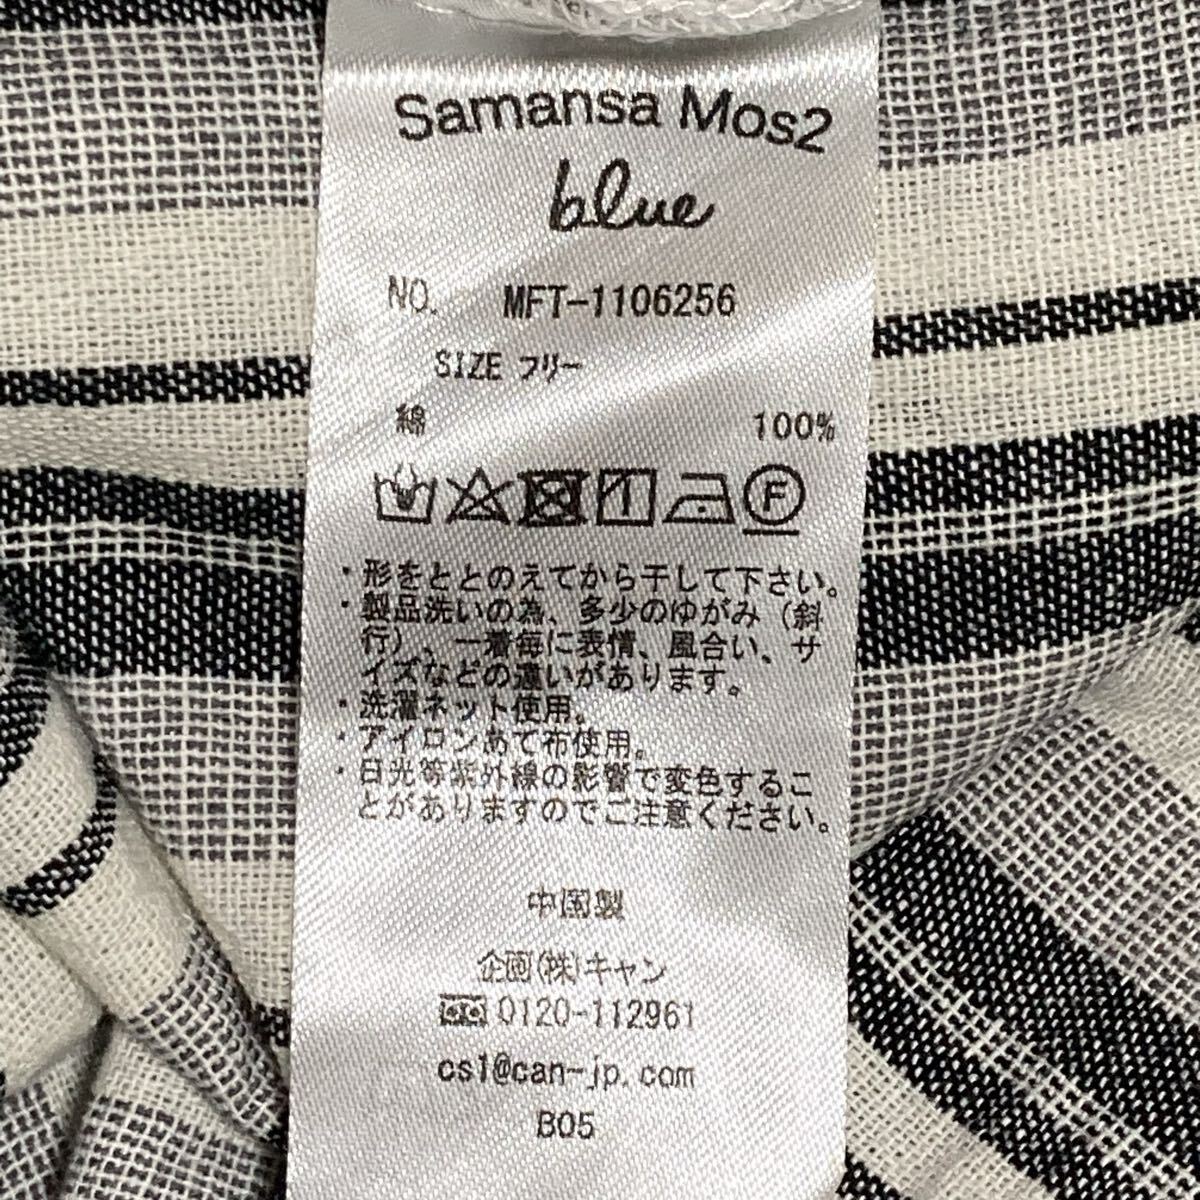 Samansa Mos2
blue
NO. MFT-1106256
SIZE フリー
綿 100%
F
・形をととのえてから干して下さい。
・製品洗いの為、多少のゆがみ（斜
行）、一着毎に表情、風合い、サ
イズなどの違いがあります。
・洗濯ネット使用。
・アイロンあて布使用。
・日光等紫外線の影響で変色するこ
とがありますのでご注意ください。
中国製
企画(株)キャン
0120-112961
cs1@can-jp.com
B05